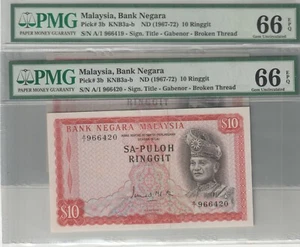 PMG
PAPER MONEY GUARANTY
Malaysia, Bank Negara
Pick# 3b KNB3a-b ND (1967-72) 10 Ringgit
S/N A/1 966419 - Sign. Title - Gabenor - Broken Thread
66 EPQ
Gem Uncirculated
PMG
PAPER MONEY GUARANTY
Malaysia, Bank Negara
Pick# 3b KNB3a-b ND (1967-72) 10 Ringgit
S/N A/1 966420 - Sign. Title - Gabenor - Broken Thread
66 EPQ
Gem Uncirculated
BANK NEGARA MALAYSIA
A/1 966420
$10
SA-PULOH
RINGGIT
$10
A/1 966420